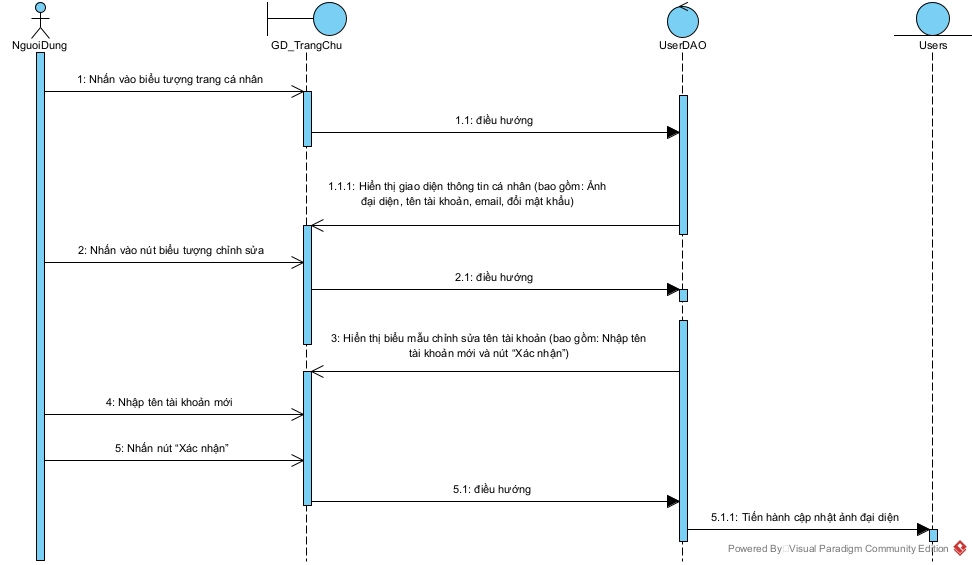 NguoiDung
GD_TrangChu
UserDAO
Users
1: Nhấn vào biểu tượng trang cá nhân
1.1: điều hướng
1.1.1: Hiển thị giao diện thông tin cá nhân (bao gồm: Ảnh
đại diện, tên tài khoản, email, đổi mật khẩu)
2: Nhấn vào nút biểu tượng chỉnh sửa
2.1: điều hướng
3: Hiển thị biểu mẫu chỉnh sửa tên tài khoản (bao gồm: Nhập tên
tài khoản mới và nút “Xác nhận”)
4: Nhập tên tài khoản mới
5: Nhấn nút “Xác nhận”
5.1: điều hướng
5.1.1: Tiến hành cập nhật ảnh đại diện
Powered By Visual Paradigm Community Edition